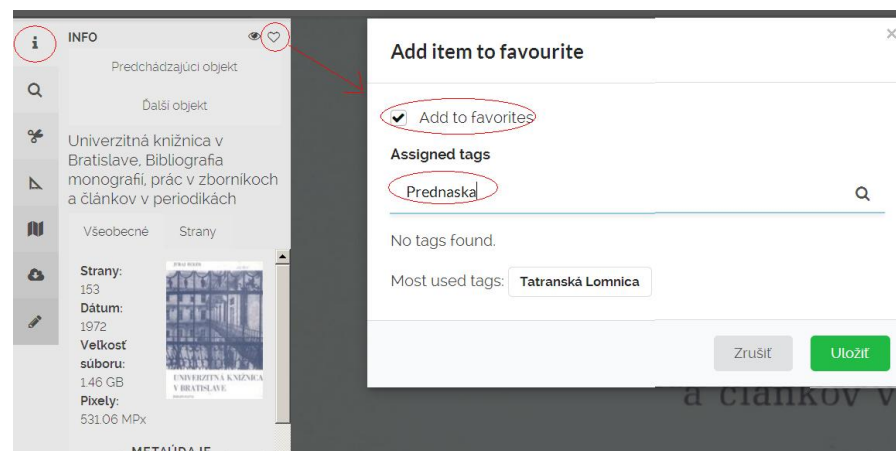 INFO
Predchádzajúci objekt
Ďalší objekt
Univerzitná knižnica v
Bratislave, Bibliografia
monografií, prác v zborníkoch
a článkov v periodikách
Všeobecné Strany
Strany:
153
Dátum:
1972
Veľkosť
súboru:
1.46 GB
Pixely:
531.06 MPx
UNIVERZITNÁ KNIŽNICA
V BRATISLAVE
METAÚDAJE
Add item to favourite
Add to favorites
Assigned tags
Prednaska
No tags found.
Most used tags: Tatranská Lomnica
Zrušiť Uložiť
a článkov v